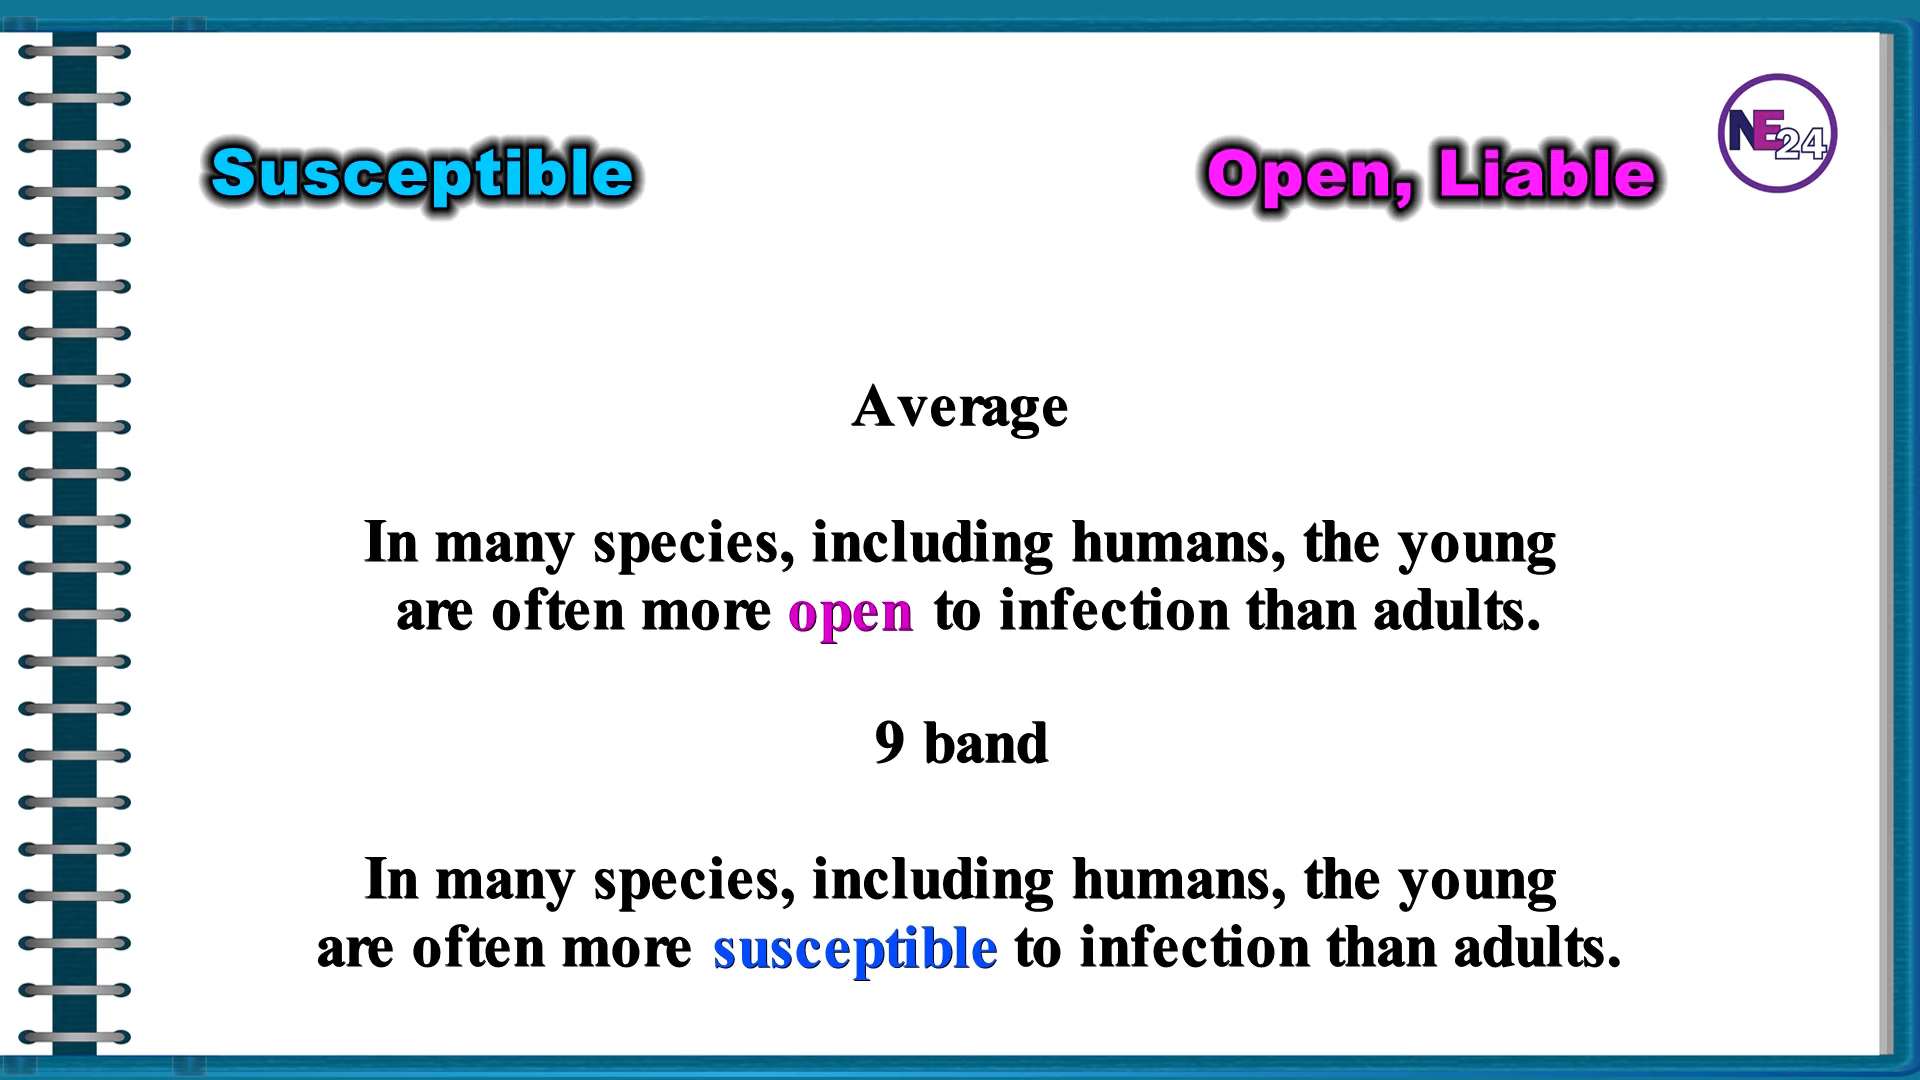 Susceptible
Open, Liable
NE24
Average
In many species, including humans, the young
are often more open to infection than adults.
9 band
In many species, including humans, the young
are often more susceptible to infection than adults.